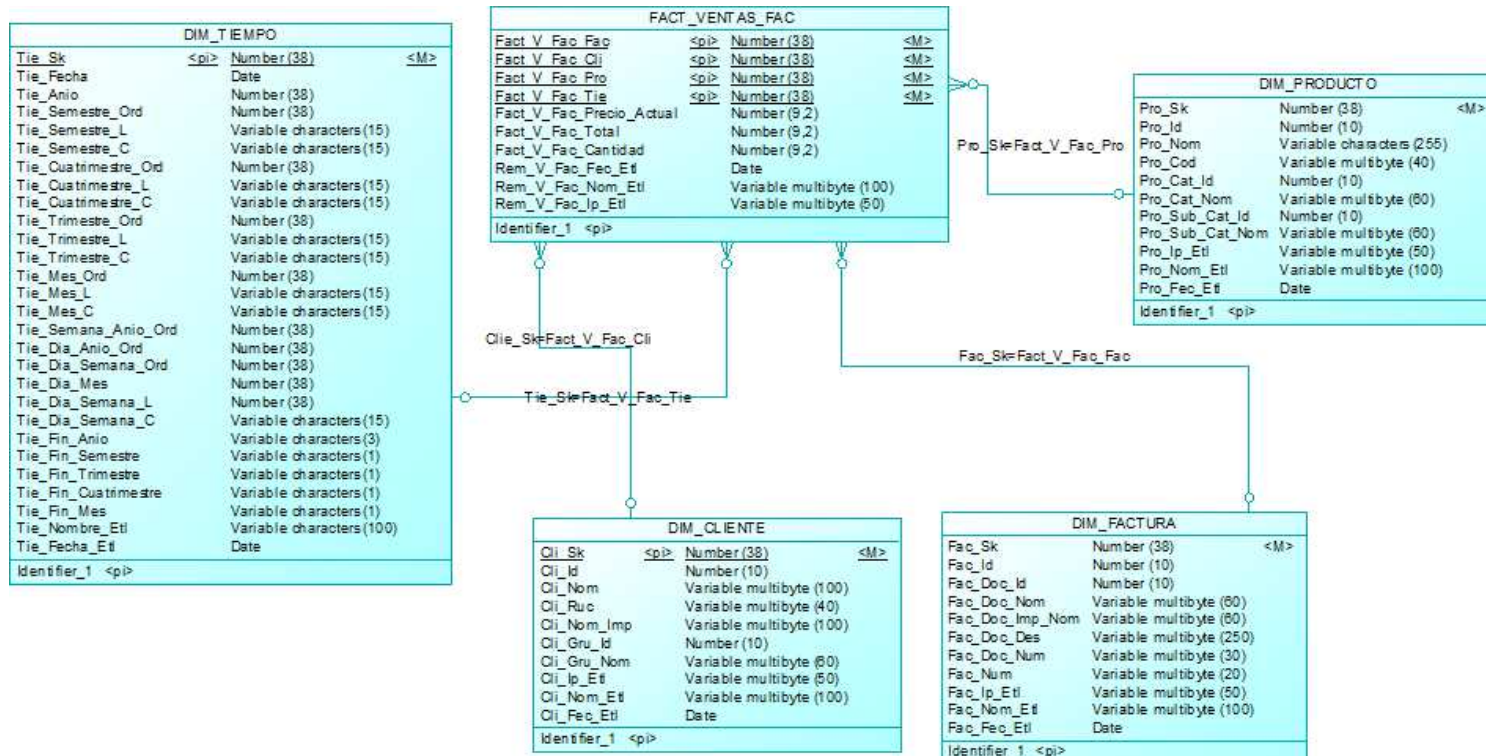 DIM_TIEMPO
Tie_Sk <pi> Number (38) <M>
Tie_Fecha Date
Tie_Anio Number (38)
Tie_Semestre_Ord Number (38)
Tie_Semestre_L Variable characters (15)
Tie_Semestre_C Variable characters (15)
Tie_Cuatrimestre_Ord Number (38)
Tie_Cuatrimestre_L Variable characters (15)
Tie_Cuatrimestre_C Variable characters (15)
Tie_Trimestre_Ord Number (38)
Tie_Trimestre_L Variable characters (15)
Tie_Trimestre_C Variable characters (15)
Tie_Mes_Ord Number (38)
Tie_Mes_L Variable characters (15)
Tie_Mes_C Variable characters (15)
Tie_Semana_Anio_Ord Number (38)
Tie_Dia_Anio_Ord Number (38)
Tie_Dia_Semana_Ord Number (38)
Tie_Dia_Mes Number (38)
Tie_Dia_Semana_L Number (38)
Tie_Dia_Semana_C Variable characters (15)
Tie_Fin_Anio Variable characters (3)
Tie_Fin_Semestre Variable characters (1)
Tie_Fin_Trimestre Variable characters (1)
Tie_Fin_Cuatrimestre Variable characters (1)
Tie_Fin_Mes Variable characters (1)
Tie_Nombre_Etl Variable characters (100)
Tie_Fecha_Etl Date
Identifier_1 <pi>
FACT_VENTAS_FAC
Fact_V_Fac_Fac <pi> Number (38) <M>
Fact_V_Fac_Cli <pi> Number (38) <M>
Fact_V_Fac_Pro <pi> Number (38) <M>
Fact_V_Fac_Tie <pi> Number (38) <M>
Fact_V_Fac_Precio_Actual Number (9,2)
Fact_V_Fac_Total Number (9,2)
Fact_V_Fac_Cantidad Number (9,2)
Rem_V_Fac_Fec_Etl Date
Rem_V_Fac_Nom_Etl Variable multibyte (100)
Rem_V_Fac_Ip_Etl Variable multibyte (50)
Identifier_1 <pi>
Pro_Sk=Fact_V_Fac_Pro
DIM_PRODUCTO
Pro_Sk Number (38) <M>
Pro_Id Number (10)
Pro_Nom Variable characters (255)
Pro_Cod Variable multibyte (40)
Pro_Cat_Id Number (10)
Pro_Cat_Nom Variable multibyte (60)
Pro_Sub_Cat_Id Number (10)
Pro_Sub_Cat_Nom Variable multibyte (60)
Pro_Ip_Etl Variable multibyte (50)
Pro_Nom_Etl Variable multibyte (100)
Pro_Fec_Etl Date
Identifier_1 <pi>
Clie_Sk=Fact_V_Fac_Cli
Fac_Sk=Fact_V_Fac_Fac
Tie_Sk=Fact_V_Fac_Tie
DIM_CLIENTE
Cli_Sk <pi> Number (38) <M>
Cli_Id Number (10)
Cli_Nom Variable multibyte (100)
Cli_Ruc Variable multibyte (40)
Cli_Nom_Imp Variable multibyte (100)
Cli_Gru_Id Number (10)
Cli_Gru_Nom Variable multibyte (60)
Cli_Ip_Etl Variable multibyte (50)
Cli_Nom_Etl Variable multibyte (100)
Cli_Fec_Etl Date
Identifier_1 <pi>
DIM_FACTURA
Fac_Sk Number (38) <M>
Fac_Id Number (10)
Fac_Doc_Id Number (10)
Fac_Doc_Nom Variable multibyte (60)
Fac_Doc_Imp_Nom Variable multibyte (60)
Fac_Doc_Des Variable multibyte (250)
Fac_Doc_Num Variable multibyte (30)
Fac_Num Variable multibyte (20)
Fac_Ip_Etl Variable multibyte (50)
Fac_Nom_Etl Variable multibyte (100)
Fac_Fec_Etl Date
Identifier_1 <pi>